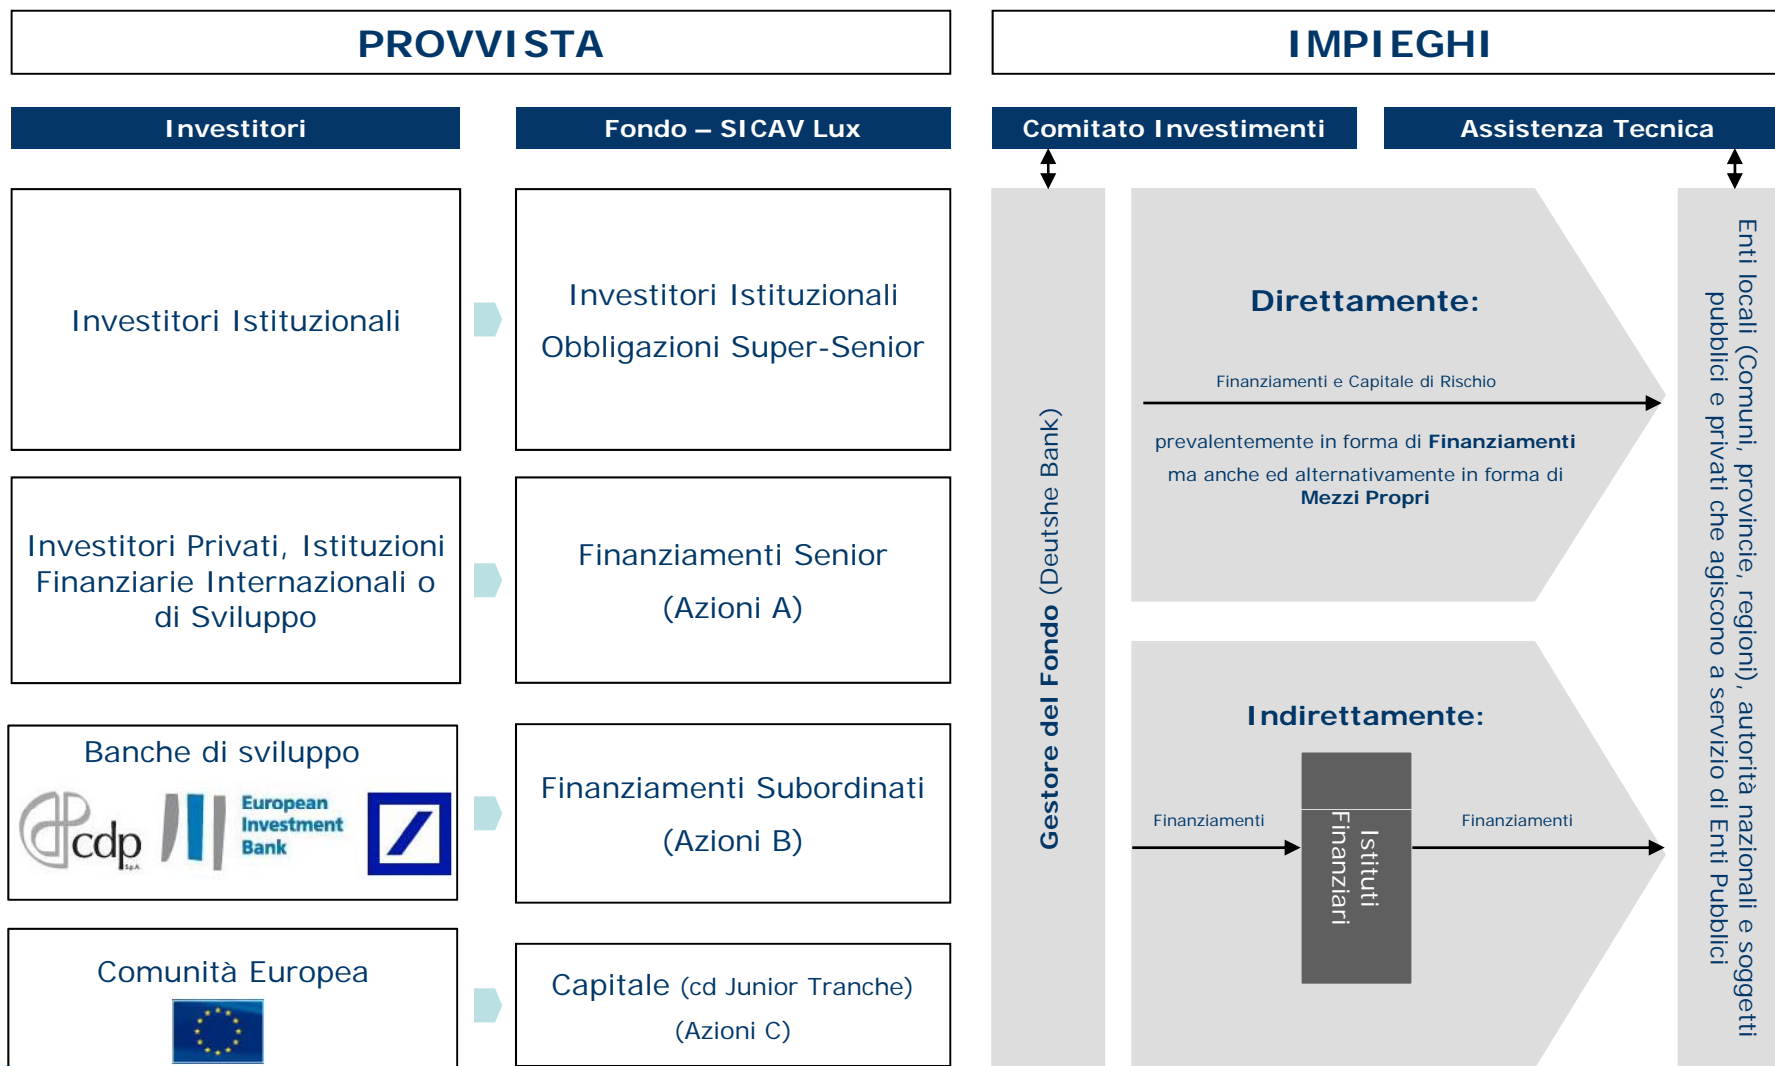 PROVVISTA
IMPIEGHI
Investitori
Fondo – SICAV Lux
Comitato Investimenti
Assistenza Tecnica
Investitori Istituzionali
Investitori Istituzionali
Obbligazioni Super-Senior
Investitori Privati, Istituzioni
Finanziarie Internazionali o
di Sviluppo
Finanziamenti Senior
(Azioni A)
Banche di sviluppo
cdp
S.p.A.
European
Investment
Bank
Finanziamenti Subordinati
(Azioni B)
Comunità Europea
Capitale (cd Junior Tranche)
(Azioni C)
Gestore del Fondo (Deutshe Bank)
Direttamente:
Finanziamenti e Capitale di Rischio
prevalentemente in forma di Finanziamenti
ma anche ed alternativamente in forma di
Mezzi Propri
Indirettamente:
Finanziamenti
Istituti
Finanziari
Finanziamenti
Enti locali (Comuni, provincie, regioni), autorità nazionali e soggetti
pubblici e privati che agiscono a servizio di Enti Pubblici